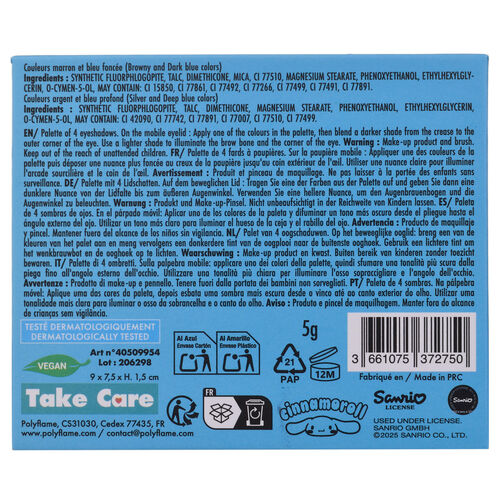 Couleurs marron et bleu foncée (Browny and Dark blue colors)
Ingredients : SYNTHETIC FLUORPHLOGOPITE, TALC, DIMETHICONE, MICA, CI 77510, MAGNESIUM STEARATE, PHENOXYETHANOL, ETHYLHEXYLGLY-
CERIN, O-CYMEN-5-OL, MAY CONTAIN: CI 15850, CI 77861, CI 77492, CI 77266, CI 77499, CI 77491, CI 77891.
Couleurs argent et bleu profond (Silver and Deep blue colors)
Ingredients : SYNTHETIC FLUORPHLOGOPITE, TALC, DIMETHICONE, MAGNESIUM STEARATE, PHENOXYETHANOL, ETHYLHEXYLGLYCERIN,
O-CYMEN-5-OL, MAY CONTAIN: CI 42090, CI 77742, CI 77891, CI 77007, CI 77510, CI 77499.
EN/ Palette of 4 eyeshadows. On the mobile eyelid : Apply one of the colours in the palette, then blend a darker shade from the crease to the
outer corner of the eye. Use a lighter shade to illuminate the brow bone and the corner of the eye. Warning : Make-up product and brush.
Keep out of the reach of unattended children. FR/ Palette de 4 fards à paupières. Sur la paupière mobile : Appliquer une des couleurs de la
palette puis déposer une nuance plus foncée au creux de la paupière jusqu'à l'extérieur de l'œil. Utiliser une nuance claire pour illuminer
l'arcade sourcilière et le coin de l'œil. Avertissement : Produit et pinceau de maquillage. Ne pas laisser à la portée des enfants sans
surveillance. DE/ Palette mit 4 Lidschatten. Auf dem beweglichen Lid : Tragen Sie eine der Farben aus der Palette auf und geben Sie dann eine
dunklere Nuance von der Lidfalte bis zum Äußeren des Auges. Verwenden Sie eine helle Nuance, um den Augenbrauenbogen und die
Augenwinkel zu beleuchten. Warnung : Produkt und Make-up-Pinsel. Nicht unbeaufsichtigt in der Reichweite von Kindern lassen. ES/ Paleta
de 4 sombras de ojos. En el párpado móvil: Aplicar uno de los colores de la paleta y difuminar un tono más oscuro desde el pliegue hasta el
ángulo externo del ojo. Utiliza un tono más claro para iluminar el hueso de la ceja y el rabillo del ojo. Advertencia : Producto de maquillaje
y pincel. Mantener fuera del alcance de los niños sin vigilancia. NL/ Palet van 4 oogschaduwen. Op het beweeglijke ooglid: breng een van de
kleuren van het palet aan en meng vervolgens een donkerdere tint van de ooglaprand naar de buitenste ooghoek. Gebruik een lichtere tint om
het wenkbrauwbot en de ooghoek op te lichten. Waarschuwing : Make-up product en kwast. Buiten bereik van kinderen zonder toezicht
bewaren. IT/ Palette di 4 ombretti. Sulla palpebra mobile: applicare uno dei colori della palette, quindi sfumare una tonalità più scura dalla
piega fino all'angolo esterno dell'occhio. Utilizzare una tonalità più chiara per illuminare l'osso sopraccigliare e l'angolo dell'occhio.
Avvertenze : Prodotto di make-up e pennello. Tenere fuori dalla portata dei bambini non sorvegliati. PT/ Palete de 4 sombras. Na pálpebra
móvel: Aplique uma das cores da paleta, depois esbata uma sombra mais escura desde o vinco até ao canto exterior do olho. Utilize uma
tonalidade mais clara para iluminar o osso da sobrancelha e o canto do olho. Aviso : Produto e pincel de maquilhagem. Manter fora do alcance
das crianças sem vigilância.
TESTÉ DERMATOLOGIQUEMENT
DERMATOLOGICALLY TESTED
Art n°40509954
Lot : 206298
VEGAN
9 x 7,5 x H. 1,5 cm
Take Care
Polyflame, CS31030, Cedex 77435, FR
www.polyflame.com / contact@polyflame.com
Al Azul
Envase Cartón
Al Amarillo
Envase Plástico
FR
5g
21
PAP
12M
cinnamoroll
3 661075 372750
Fabriqué en / Made in PRC
Sanrio
LICENSE
Sanrio
USED UNDER LICENSE.
SANRIO GMBH
©2025 SANRIO CO., LTD.